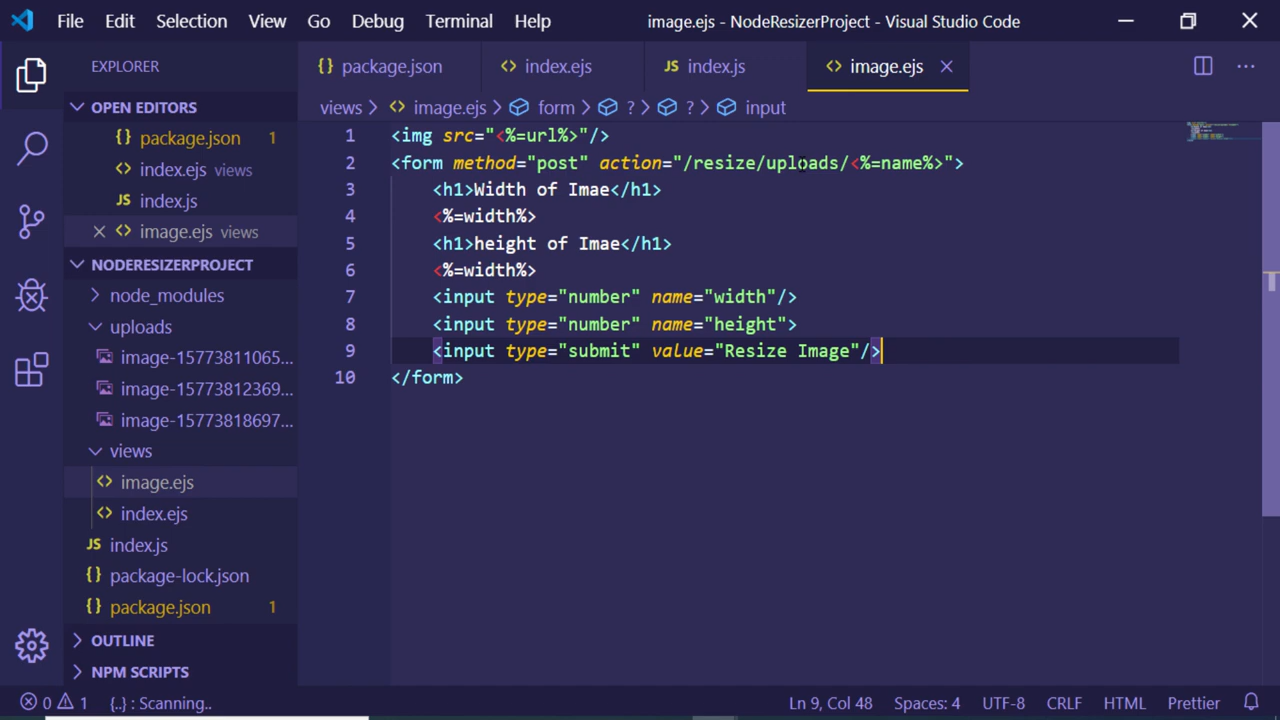 File Edit Selection View Go Debug Terminal Help image.ejs - NodeResizerProject - Visual Studio Code
EXPLORER
OPEN EDITORS
{} package.json 1
<> index.ejs views
JS index.js
<> image.ejs views
NODERESIZERPROJECT
node_modules
uploads
image-15773811065...
image-15773812369...
image-15773818697...
views
<> image.ejs
<> index.ejs
JS index.js
{} package-lock.json
{} package.json 1
OUTLINE
NPM SCRIPTS
{} package.json <> index.ejs JS index.js <> image.ejs
views > <> image.ejs > form > ? > ? > input
1 <img src="<%=url%>"/>
2 <form method="post" action="/resize/uploads/<%=name%>">
3 <h1>Width of Imae</h1>
4 <%=width%>
5 <h1>height of Imae</h1>
6 <%=width%>
7 <input type="number" name="width"/>
8 <input type="number" name="height">
9 <input type="submit" value="Resize Image"/>
10 </form>
0 1 {..} : Scanning.. Ln 9, Col 48 Spaces: 4 UTF-8 CRLF HTML Prettier